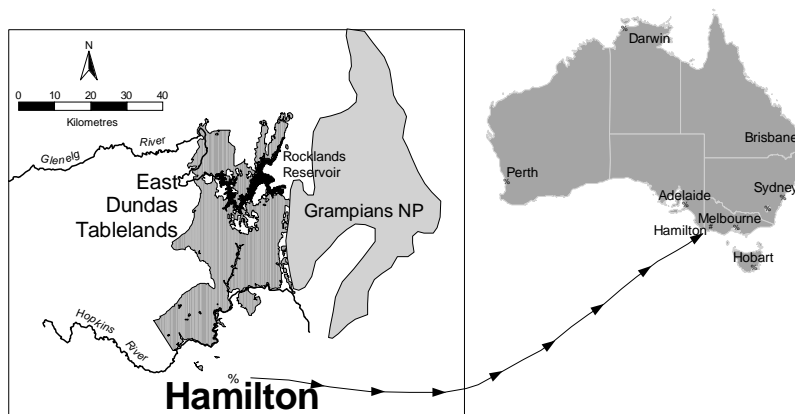 N
0 10 20 30 40
Kilometres
Glenelg River
Rocklands
Reservoir
East
Dundas
Tablelands
Grampians NP
Hopkins
River
%
Hamilton
Darwin
Brisbane
Perth
Sydney
Adelaide
Melbourne
Hamilton
Hobart